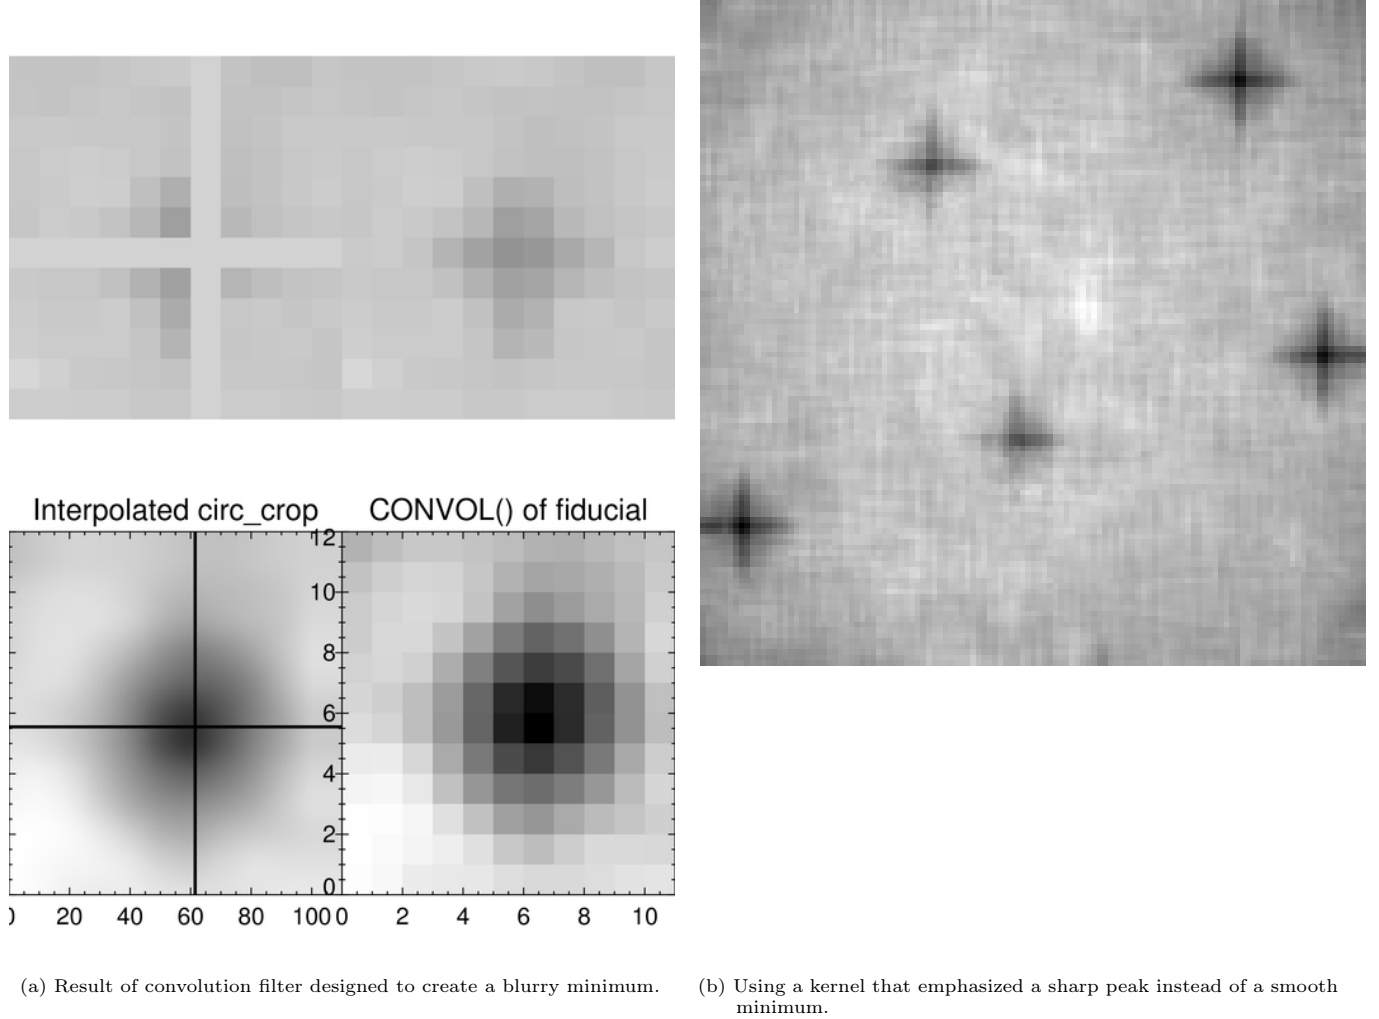 Interpolated circ_crop
CONVOL() of fiducial
12
10
8
6
4
2
0
20 40 60 80 100 0 2 4 6 8 10
(a) Result of convolution filter designed to create a blurry minimum.
(b) Using a kernel that emphasized a sharp peak instead of a smooth
minimum.